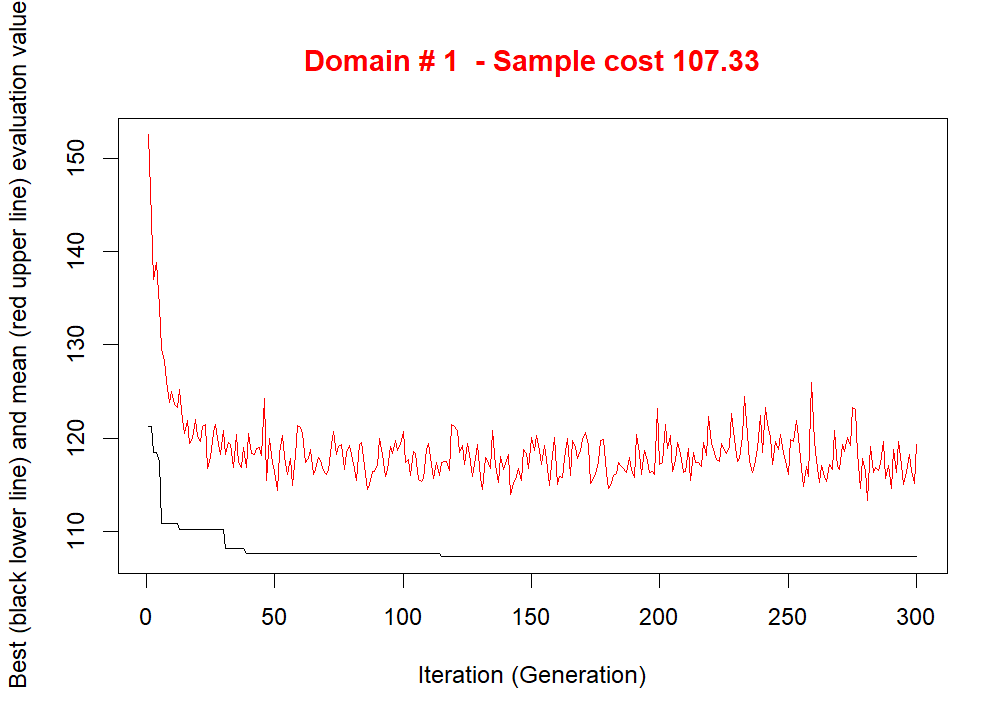 Domain # 1  - Sample cost 107.33
Best (black lower line) and mean (red upper line) evaluation value
150
140
130
120
110
0 50 100 150 200 250 300
Iteration (Generation)